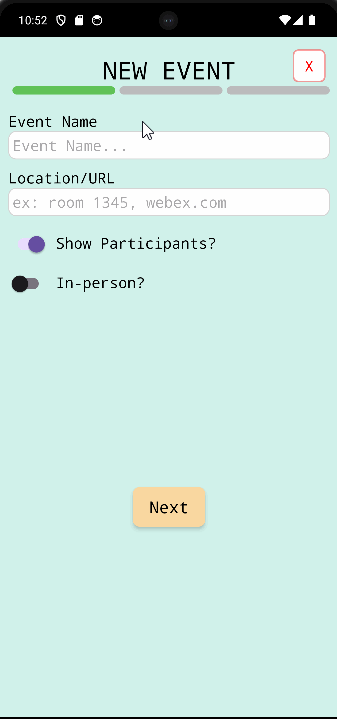 10:52
NEW EVENT
X
Event Name
Event Name...
Location/URL
ex: room 1345, webex.com
Show Participants?
In-person?
Next